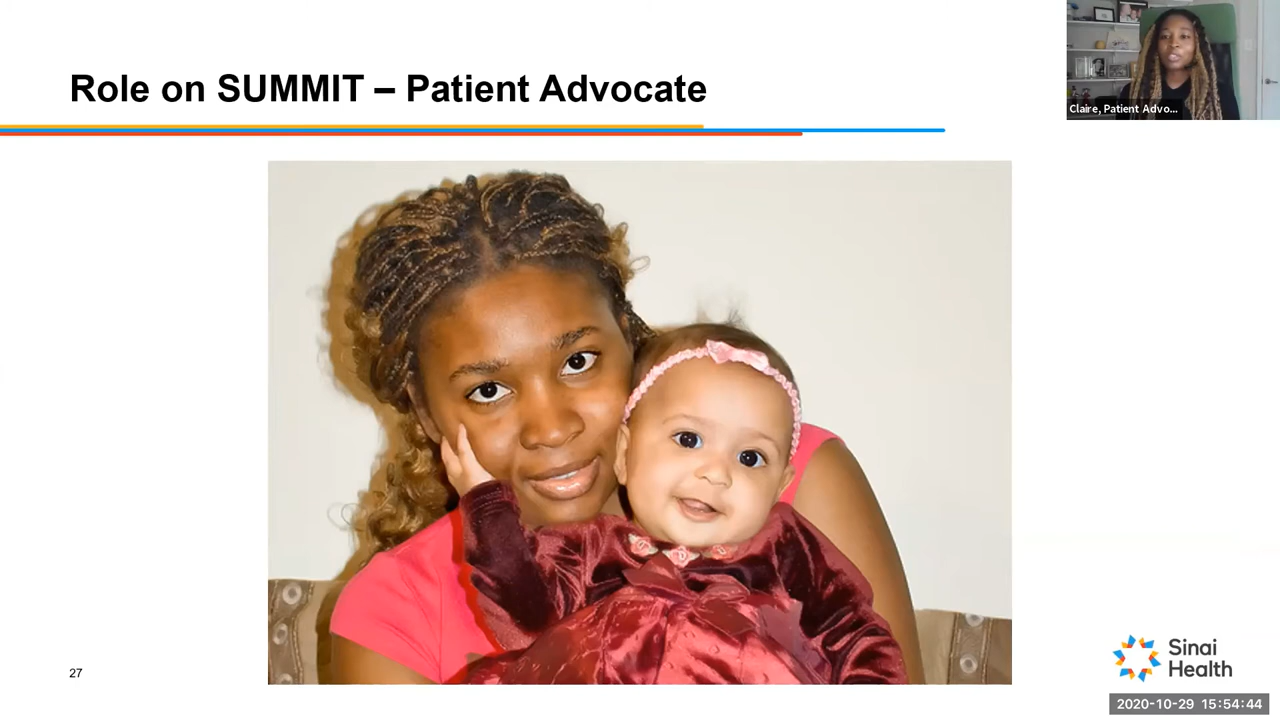 Role on SUMMIT – Patient Advocate
Claire, Patient Advo...
27
Sinai
Health
2020-10-29 15:54:44